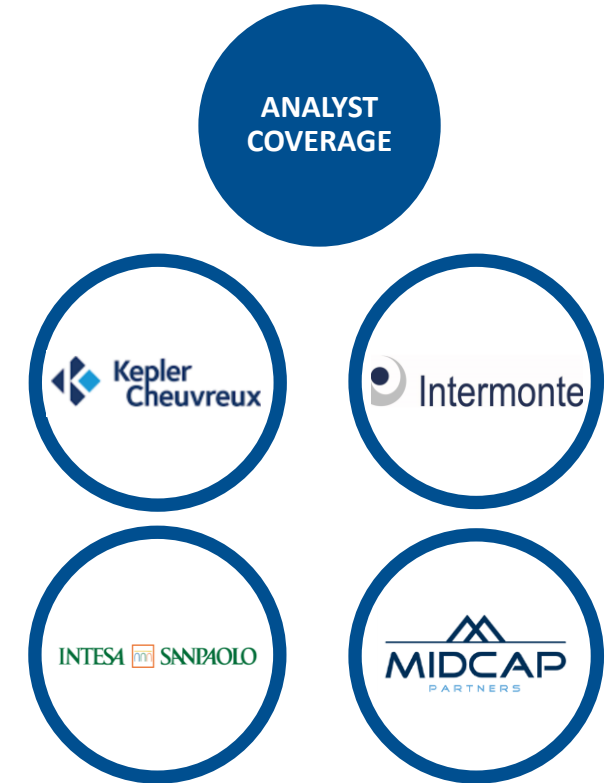 ANALYST
COVERAGE
Kepler
Cheuvreux
Intermonte
INTESA SANPAOLO
MIDCAP
PARTNERS